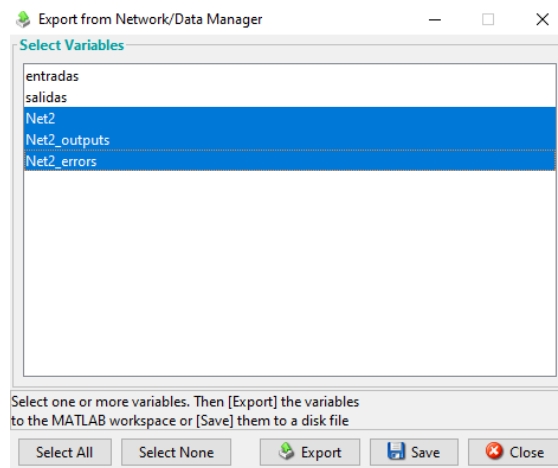 Export from Network/Data Manager
Select Variables
entradas
salidas
Net2
Net2_outputs
Net2_errors
Select one or more variables. Then [Export] the variables
to the MATLAB workspace or [Save] them to a disk file
Select All Select None Export Save Close